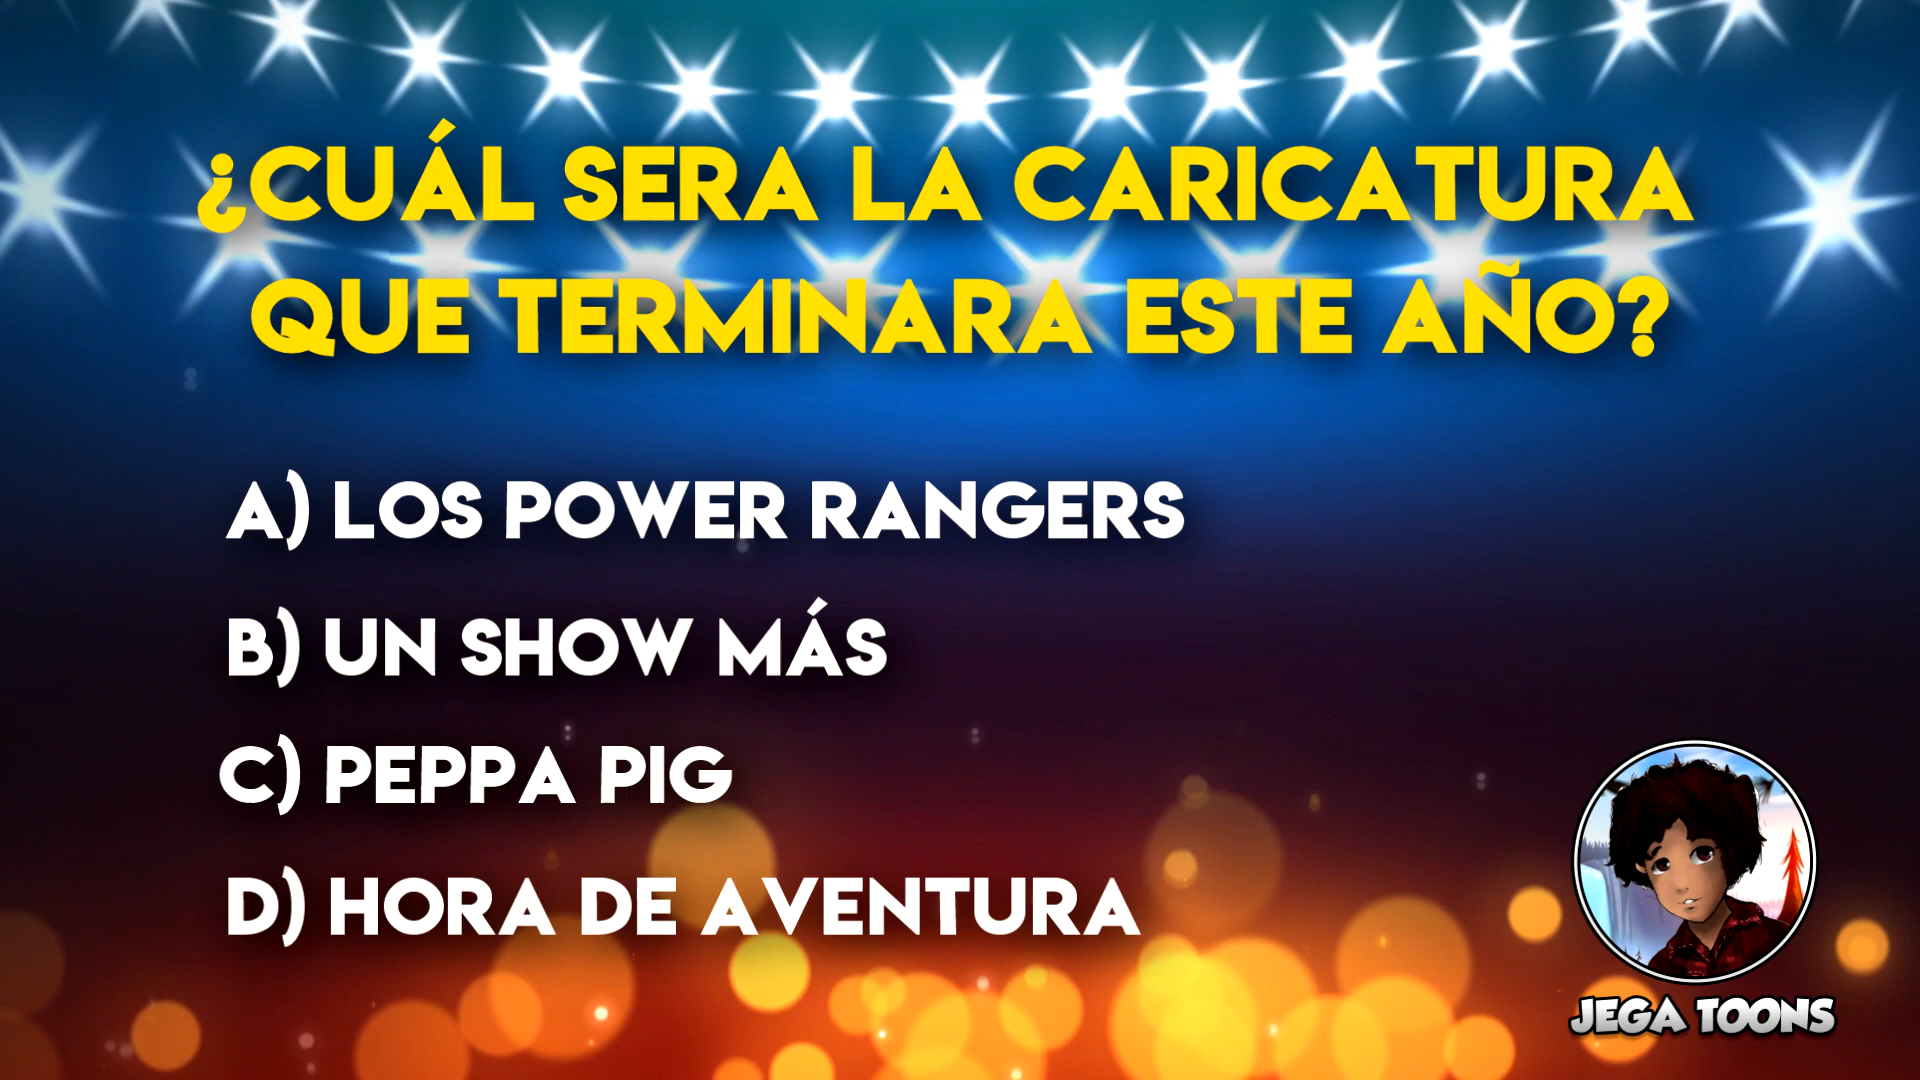 ¿CUÁL SERA LA CARICATURA
QUE TERMINARA ESTE AÑO?
A) LOS POWER RANGERS
B) UN SHOW MÁS
C) PEPPA PIG
D) HORA DE AVENTURA
JEGA TOONS